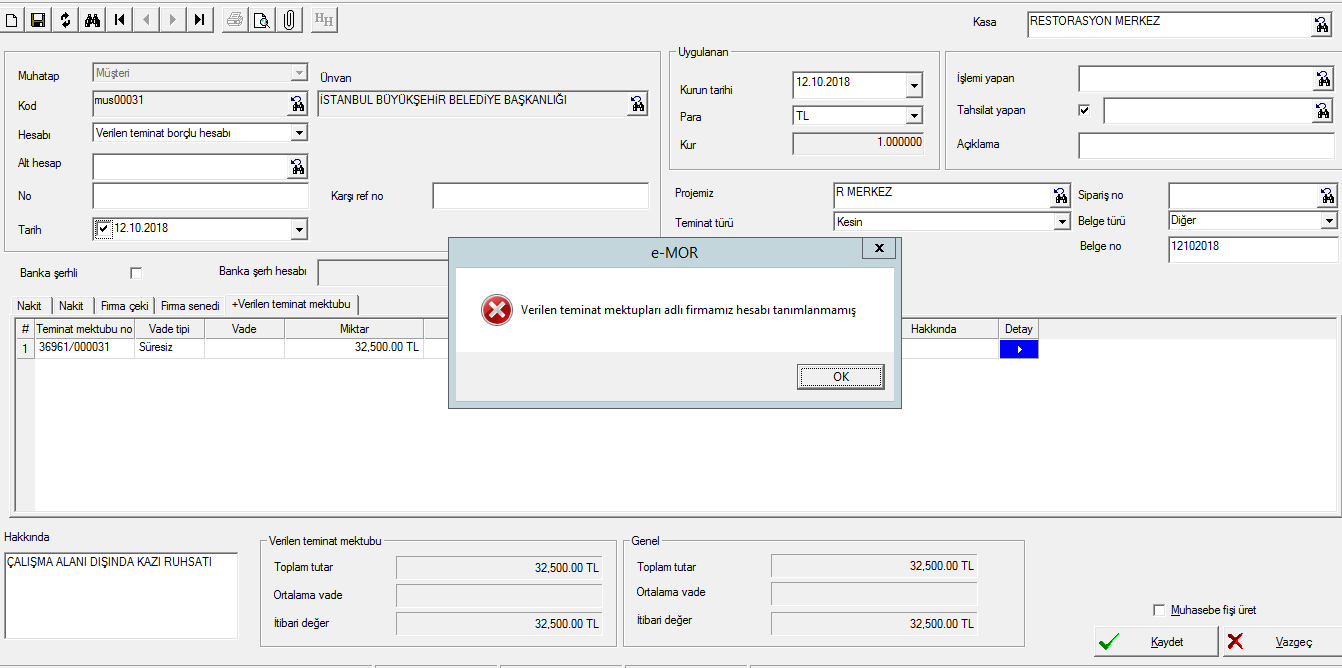 HH
Kasa RESTORASYON MERKEZ
Muhatap Müşteri Ünvan
Kod mus00031 İSTANBUL BÜYÜKŞEHİR BELEDİYE BAŞKANLIĞI
Hesabı Verilen teminat borçlu hesabı
Alt hesap
No Karşı ref no
Tarih 12.10.2018
Uygulanan
Kurun tarihi 12.10.2018
Para TL
Kur 1.000000
İşlemi yapan
Tahsilat yapan
Açıklama
Projemiz R MERKEZ Sipariş no
Teminat türü Kesin Belge türü Diğer
Belge no 12102018
Banka şerhli Banka şerh hesabı
Nakit Nakit Firma çeki Firma senedi +Verilen teminat mektubu
# Teminat mektubu no Vade tipi Vade Miktar Hakkında Detay
1 36961/000031 Süresiz 32,500.00 TL
e-MOR
x
Verilen teminat mektupları adlı firmamız hesabı tanımlanmamış
OK
Hakkında
ÇALIŞMA ALANI DIŞINDA KAZI RUHSATI
Verilen teminat mektubu
Toplam tutar 32,500.00 TL
Ortalama vade
İtibari değer 32,500.00 TL
Genel
Toplam tutar 32,500.00 TL
Ortalama vade
İtibari değer 32,500.00 TL
Muhasebe fişi üret
Kaydet Vazgeç